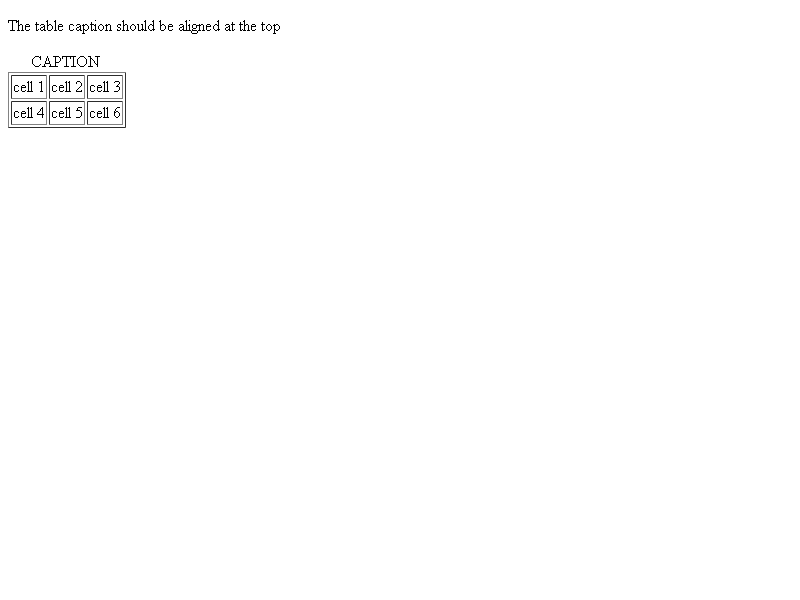 The table caption should be aligned at the top
CAPTION
cell 1 cell 2 cell 3
cell 4 cell 5 cell 6